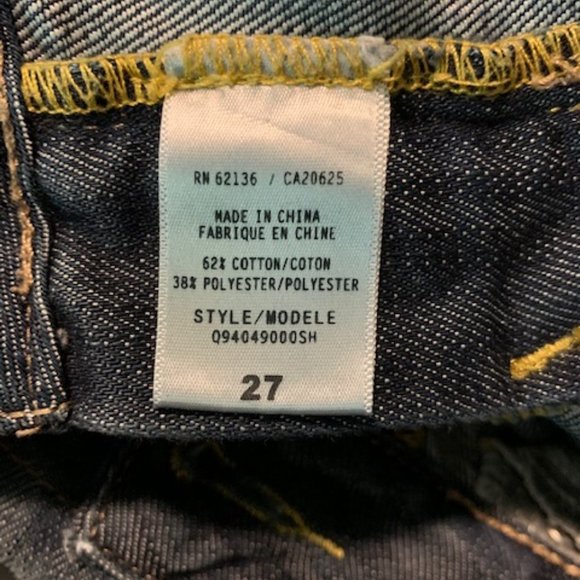 RN 62136 / CA20625
MADE IN CHINA
FABRIQUE EN CHINE
62% COTTON/COTON
38% POLYESTER/POLYESTER
STYLE/MODELE
Q94049000SH
27